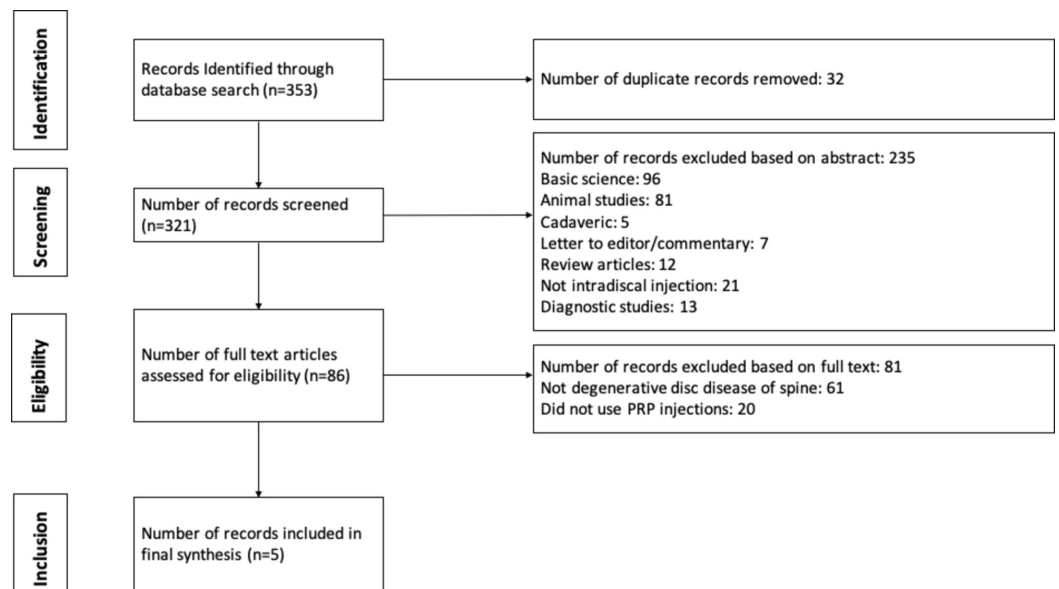 Identification
Records Identified through
database search (n=353)
Number of duplicate records removed: 32
Screening
Number of records screened
(n=321)
Number of records excluded based on abstract: 235
Basic science: 96
Animal studies: 81
Cadaveric: 5
Letter to editor/commentary: 7
Review articles: 12
Not intradiscal injection: 21
Diagnostic studies: 13
Eligibility
Number of full text articles
assessed for eligibility (n=86)
Number of records excluded based on full text: 81
Not degenerative disc disease of spine: 61
Did not use PRP injections: 20
Inclusion
Number of records included in
final synthesis (n=5)